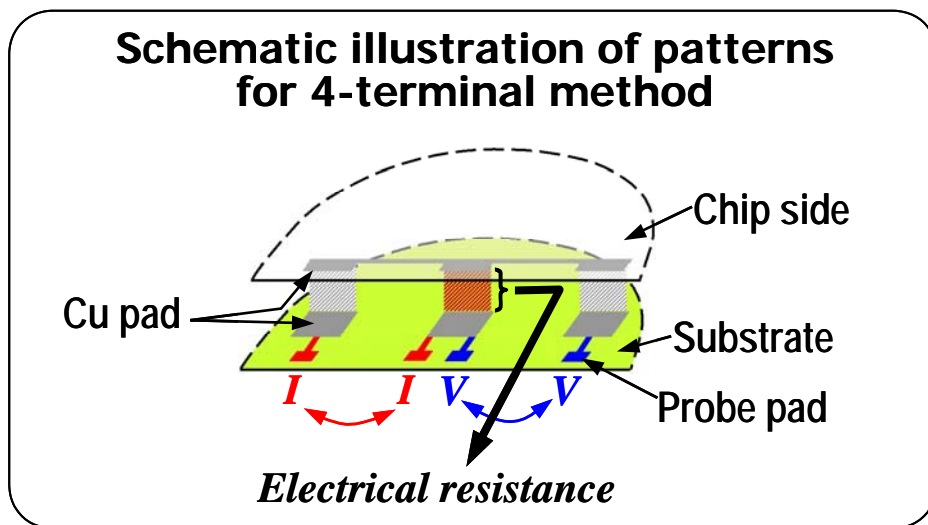 Schematic illustration of patterns
for 4-terminal method
Chip side
Cu pad
Substrate
I I V V
Probe pad
Electrical resistance